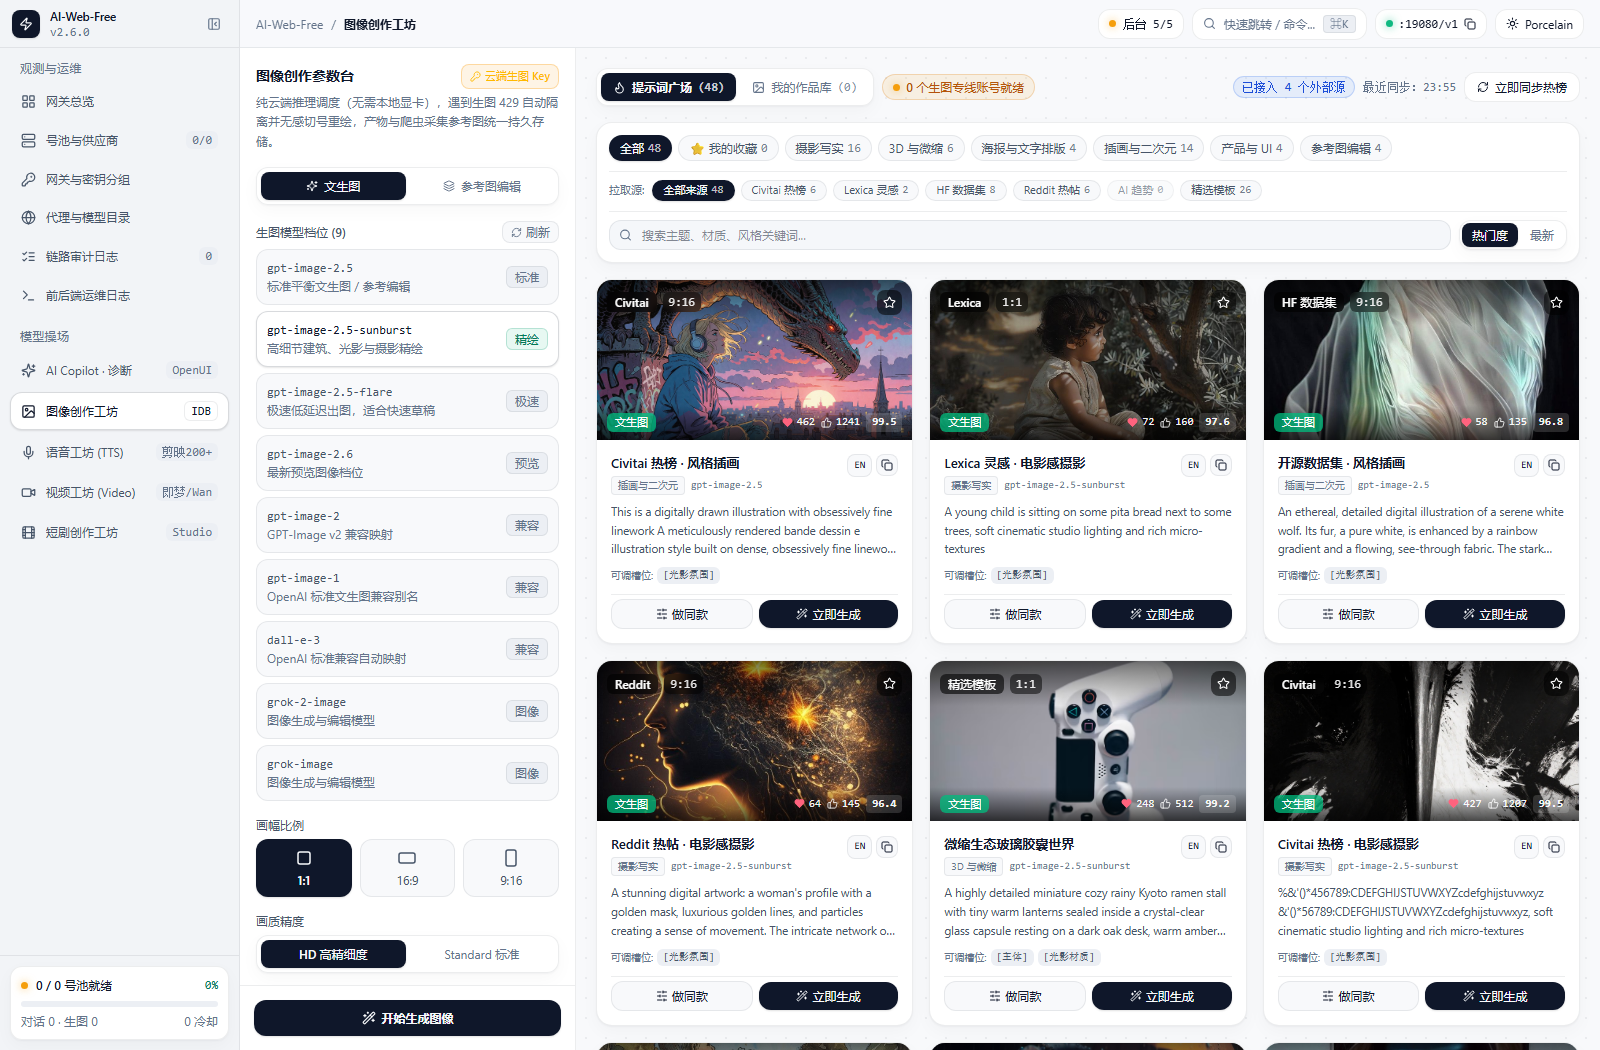 AI-Web-Free
v2.6.0
观测与运维
网关总览
号池与供应商 0/0
网关与密钥分组
代理与模型目录
链路审计日志 0
前后端运维日志
模型操场
AI Copilot · 诊断 OpenUI
图像创作工坊 IDB
语音工坊 (TTS) 剪映200+
视频工坊 (Video) 即梦/Wan
短剧创作工坊 Studio
0 / 0 号池就绪 0%
对话 0 · 生图 0 0 冷却
AI-Web-Free / 图像创作工坊
后台 5/5
快速跳转 / 命令... ⌘K
:19080/v1
Porcelain
图像创作参数台
云端生图 Key
纯云端推理调度（无需本地显卡），遇到生图 429 自动隔
离并无感切号重绘，产物与爬虫采集参考图统一持久存
储。
文生图 参考图编辑
生图模型档位 (9) 刷新
gpt-image-2.5
标准平衡文生图 / 参考编辑 标准
gpt-image-2.5-sunburst
高细节建筑、光影与摄影精绘 精绘
gpt-image-2.5-flare
极速低延迟出图，适合快速草稿 极速
gpt-image-2.6
最新预览图像档位 预览
gpt-image-2
GPT-Image v2 兼容映射 兼容
gpt-image-1
OpenAI 标准文生图兼容别名 兼容
dall-e-3
OpenAI 标准兼容自动映射 兼容
grok-2-image
图像生成与编辑模型 图像
grok-image
图像生成与编辑模型 图像
画幅比例
1:1 16:9 9:16
画质精度
HD 高精细度 Standard 标准
开始生成图像
提示词广场 (48) 我的作品库 (0) 0 个生图专线账号就绪
已接入 4 个外部源 最近同步: 23:55 立即同步热榜
全部 48 我的收藏 0 摄影写实 16 3D 与微缩 6 海报与文字排版 4 插画与二次元 14 产品与 UI 4 参考图编辑 4
拉取源: 全部来源 48 Civitai 热榜 6 Lexica 灵感 2 HF 数据集 8 Reddit 热帖 6 AI 趋势 0 精选模板 26
搜索主题、材质、风格关键词... 热门度 最新
Civitai 9:16
文生图 462 1241 99.5
Civitai 热榜 · 风格插画 EN
插画与二次元 gpt-image-2.5
This is a digitally drawn illustration with obsessively fine
linework A meticulously rendered bande dessin e
illustration style built on dense, obsessively fine linewo...
可调槽位: [光影氛围]
做同款 立即生成
Lexica 1:1
文生图 72 160 97.6
Lexica 灵感 · 电影感摄影 EN
摄影写实 gpt-image-2.5-sunburst
A young child is sitting on some pita bread next to some
trees, soft cinematic studio lighting and rich micro-
textures
可调槽位: [光影氛围]
做同款 立即生成
HF 数据集 9:16
文生图 58 135 96.8
开源数据集 · 风格插画 EN
插画与二次元 gpt-image-2.5
An ethereal, detailed digital illustration of a serene white
wolf. Its fur, a pure white, is enhanced by a rainbow
gradient and a flowing, see-through fabric. The stark...
可调槽位: [光影氛围]
做同款 立即生成
Reddit 9:16
文生图 64 145 96.4
Reddit 热帖 · 电影感摄影 EN
摄影写实 gpt-image-2.5-sunburst
A stunning digital artwork: a woman's profile with a
golden mask, luxurious golden lines, and particles
creating a sense of movement. The intricate network o...
可调槽位: [光影氛围]
做同款 立即生成
精选模板 1:1
文生图 248 512 99.2
微缩生态玻璃胶囊世界 EN
3D 与微缩 gpt-image-2.5-sunburst
A highly detailed miniature cozy rainy Kyoto ramen stall
with tiny warm lanterns sealed inside a crystal-clear
glass capsule resting on a dark oak desk, warm amber...
可调槽位: [主体] [光影材质]
做同款 立即生成
Civitai 9:16
文生图 427 1207 99.5
Civitai 热榜 · 电影感摄影 EN
摄影写实 gpt-image-2.5-sunburst
%&'()*456789:CDEFGHIJSTUVWXYZcdefghijstuvwxyz
&'()*56789:CDEFGHIJSTUVWXYZcdefghijstuvwxyz, soft
cinematic studio lighting and rich micro-textures
可调槽位: [光影氛围]
做同款 立即生成